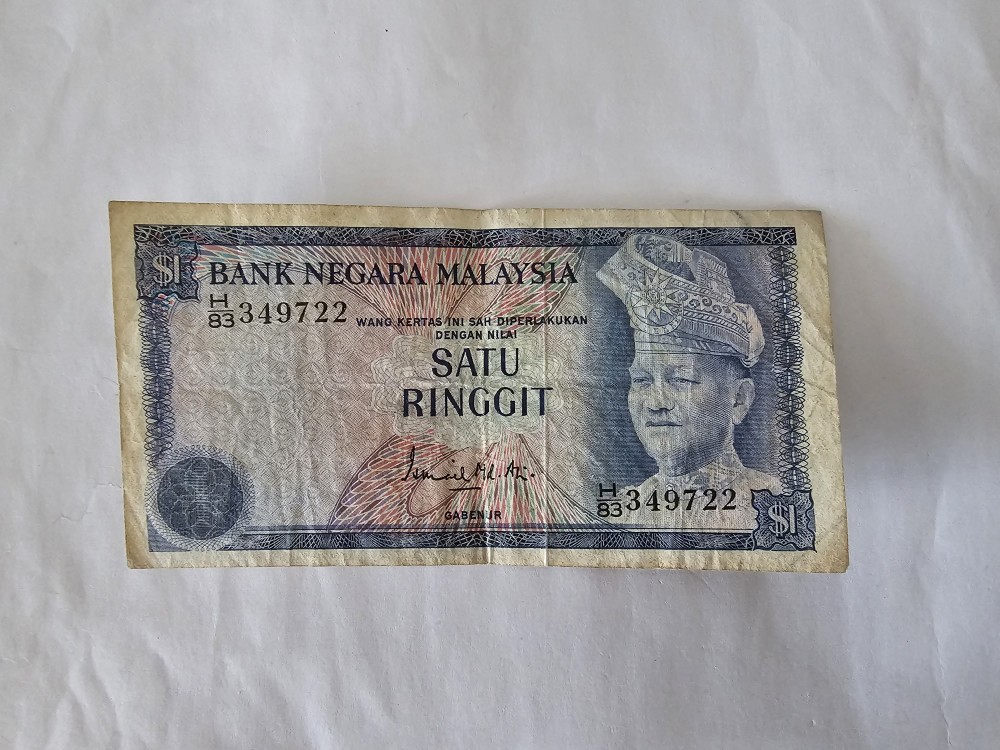 $1
BANK NEGARA MALAYSIA
H/83 349722
WANG KERTAS INI SAH DIPERLAKUKAN
DENGAN NILAI
SATU
RINGGIT
GABENUR
H/83 349722
$1